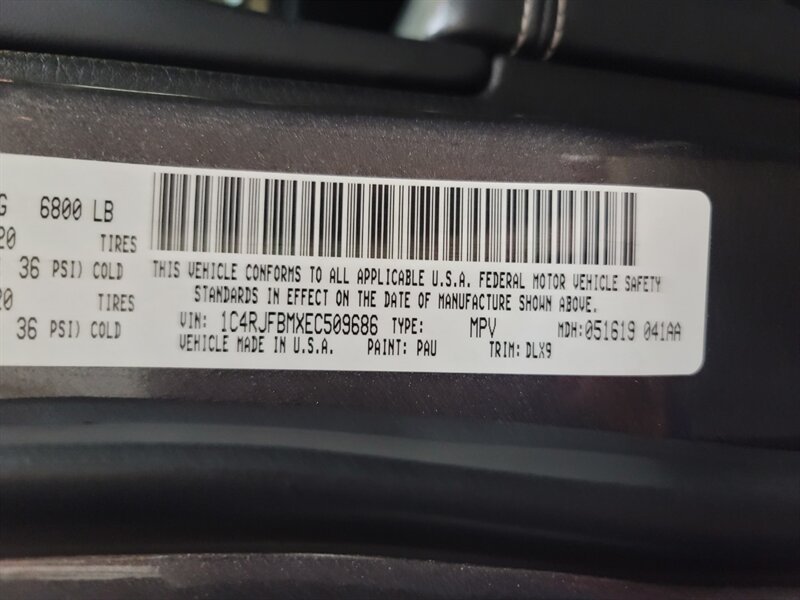 G 6800 LB
20 TIRES
36 PSI) COLD
20 TIRES
36 PSI) COLD
THIS VEHICLE CONFORMS TO ALL APPLICABLE U.S.A. FEDERAL MOTOR VEHICLE SAFETY
STANDARDS IN EFFECT ON THE DATE OF MANUFACTURE SHOWN ABOVE.
VIN: 1C4RJFBMXEC509686 TYPE: MPV MDH:051619 041AA
VEHICLE MADE IN U.S.A. PAINT: PAU TRIM: DLX9